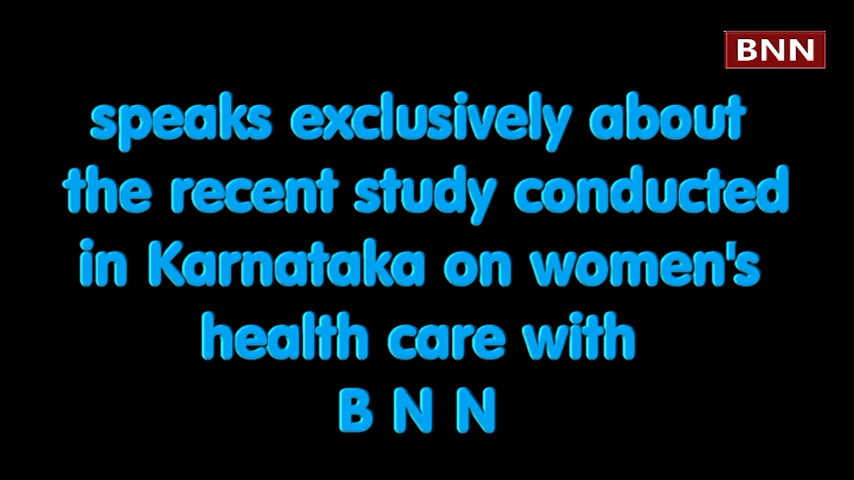 BNN
speaks exclusively about
the recent study conducted
in Karnataka on women's
health care with
B N N